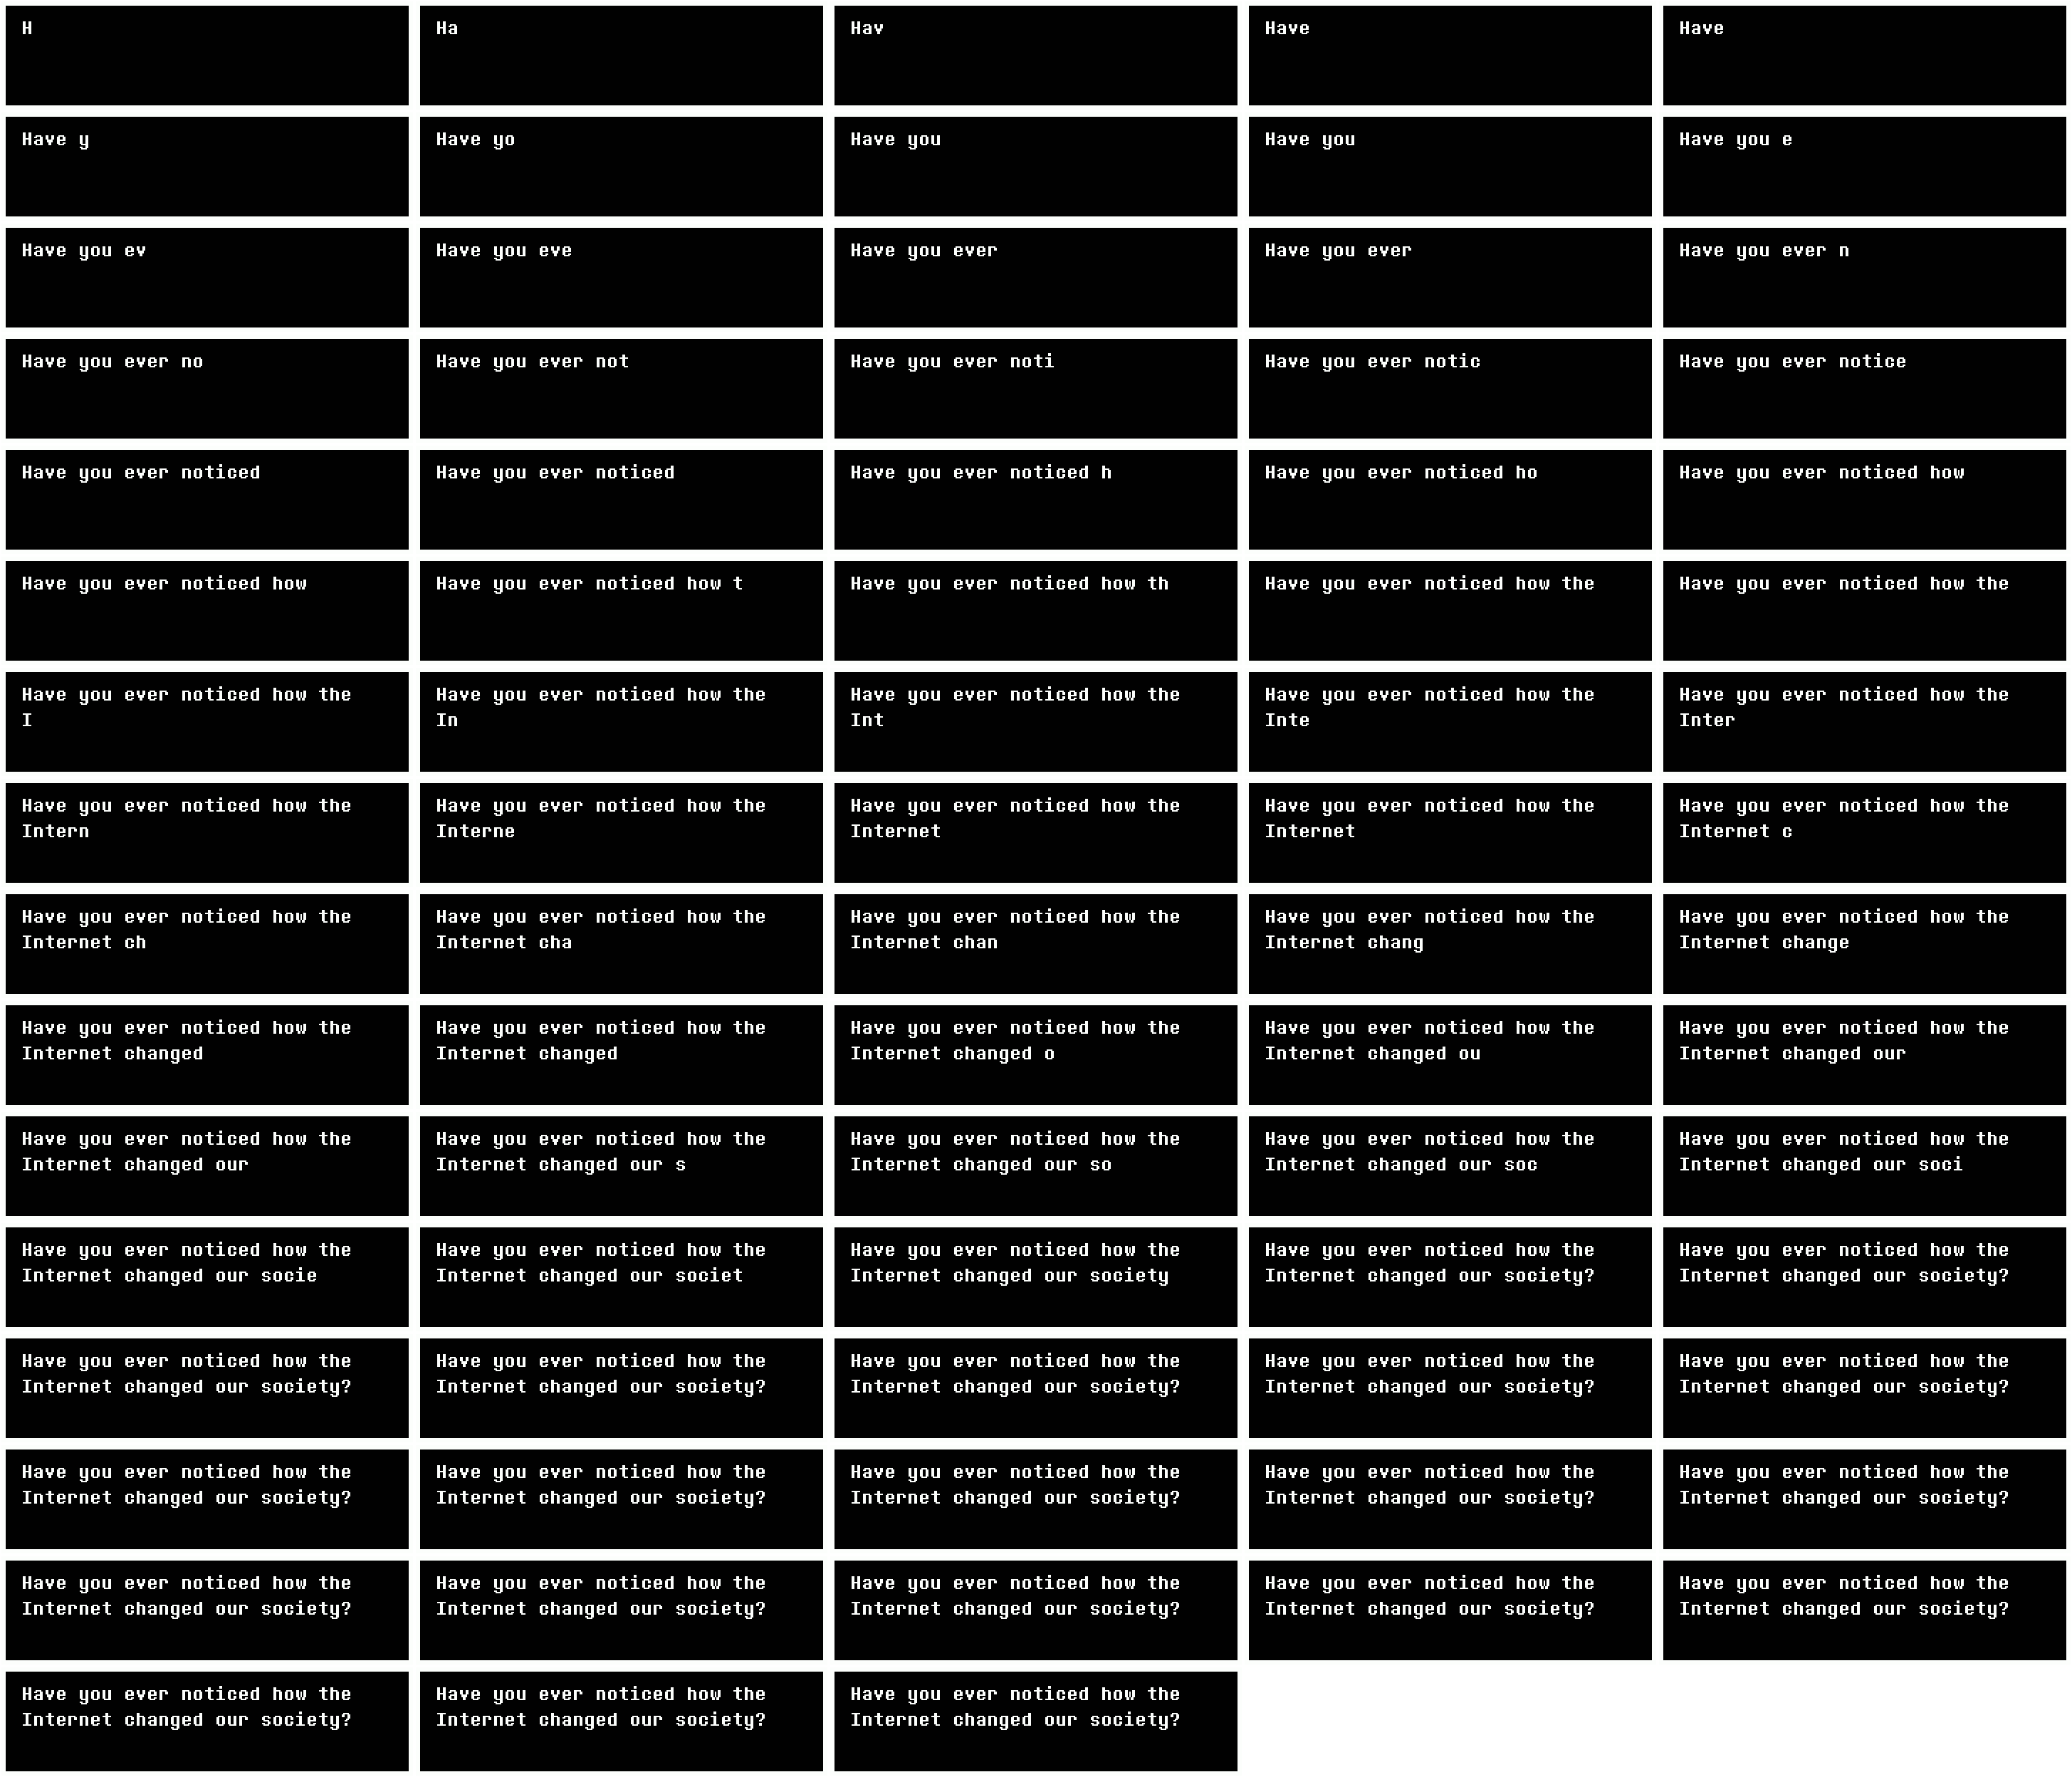 H
Ha
Hav
Have
Have
Have y
Have yo
Have you
Have you
Have you e
Have you ev
Have you eve
Have you ever
Have you ever
Have you ever n
Have you ever no
Have you ever not
Have you ever noti
Have you ever notic
Have you ever notice
Have you ever noticed
Have you ever noticed
Have you ever noticed h
Have you ever noticed ho
Have you ever noticed how
Have you ever noticed how
Have you ever noticed how t
Have you ever noticed how th
Have you ever noticed how the
Have you ever noticed how the
Have you ever noticed how the
I
Have you ever noticed how the
In
Have you ever noticed how the
Int
Have you ever noticed how the
Inte
Have you ever noticed how the
Inter
Have you ever noticed how the
Intern
Have you ever noticed how the
Interne
Have you ever noticed how the
Internet
Have you ever noticed how the
Internet
Have you ever noticed how the
Internet c
Have you ever noticed how the
Internet ch
Have you ever noticed how the
Internet cha
Have you ever noticed how the
Internet chan
Have you ever noticed how the
Internet chang
Have you ever noticed how the
Internet change
Have you ever noticed how the
Internet changed
Have you ever noticed how the
Internet changed
Have you ever noticed how the
Internet changed o
Have you ever noticed how the
Internet changed ou
Have you ever noticed how the
Internet changed our
Have you ever noticed how the
Internet changed our
Have you ever noticed how the
Internet changed our s
Have you ever noticed how the
Internet changed our so
Have you ever noticed how the
Internet changed our soc
Have you ever noticed how the
Internet changed our soci
Have you ever noticed how the
Internet changed our socie
Have you ever noticed how the
Internet changed our societ
Have you ever noticed how the
Internet changed our society
Have you ever noticed how the
Internet changed our society?
Have you ever noticed how the
Internet changed our society?
Have you ever noticed how the
Internet changed our society?
Have you ever noticed how the
Internet changed our society?
Have you ever noticed how the
Internet changed our society?
Have you ever noticed how the
Internet changed our society?
Have you ever noticed how the
Internet changed our society?
Have you ever noticed how the
Internet changed our society?
Have you ever noticed how the
Internet changed our society?
Have you ever noticed how the
Internet changed our society?
Have you ever noticed how the
Internet changed our society?
Have you ever noticed how the
Internet changed our society?
Have you ever noticed how the
Internet changed our society?
Have you ever noticed how the
Internet changed our society?
Have you ever noticed how the
Internet changed our society?
Have you ever noticed how the
Internet changed our society?
Have you ever noticed how the
Internet changed our society?
Have you ever noticed how the
Internet changed our society?
Have you ever noticed how the
Internet changed our society?
Have you ever noticed how the
Internet changed our society?